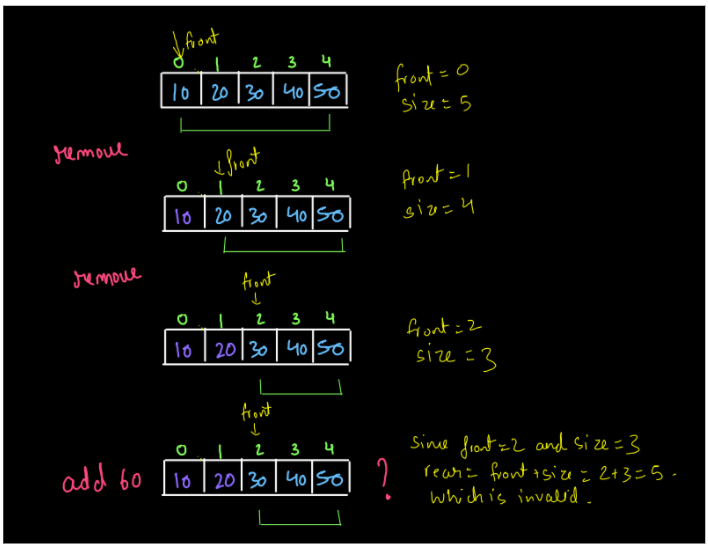 front
0 1 2 3 4
10 20 30 40 50
front = 0
size = 5
remove
front
0 1 2 3 4
10 20 30 40 50
front = 1
size = 4
remove
front
0 1 2 3 4
10 20 30 40 50
front = 2
size = 3
front
0 1 2 3 4
add 60
10 20 30 40 50
?
since front = 2 and size = 3
rear = front + size = 2+3 = 5.
which is invalid.